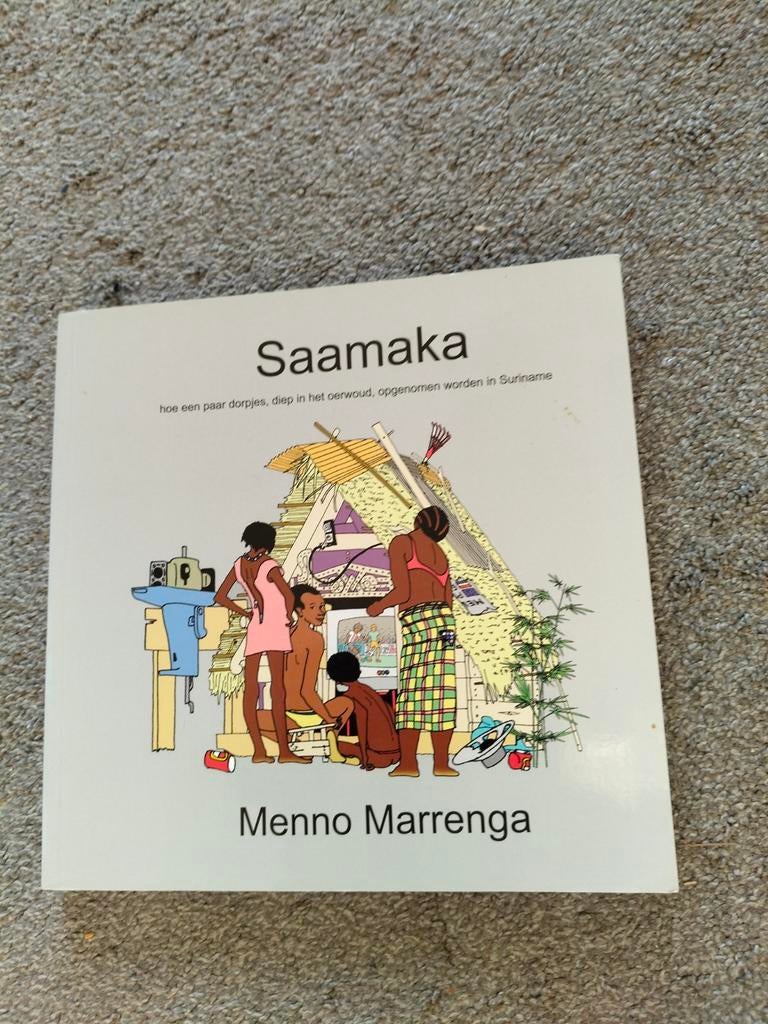 Saamaka
hoe een paar dorpjes, diep in het oerwoud, opgenomen worden in Suriname
Menno Marrenga